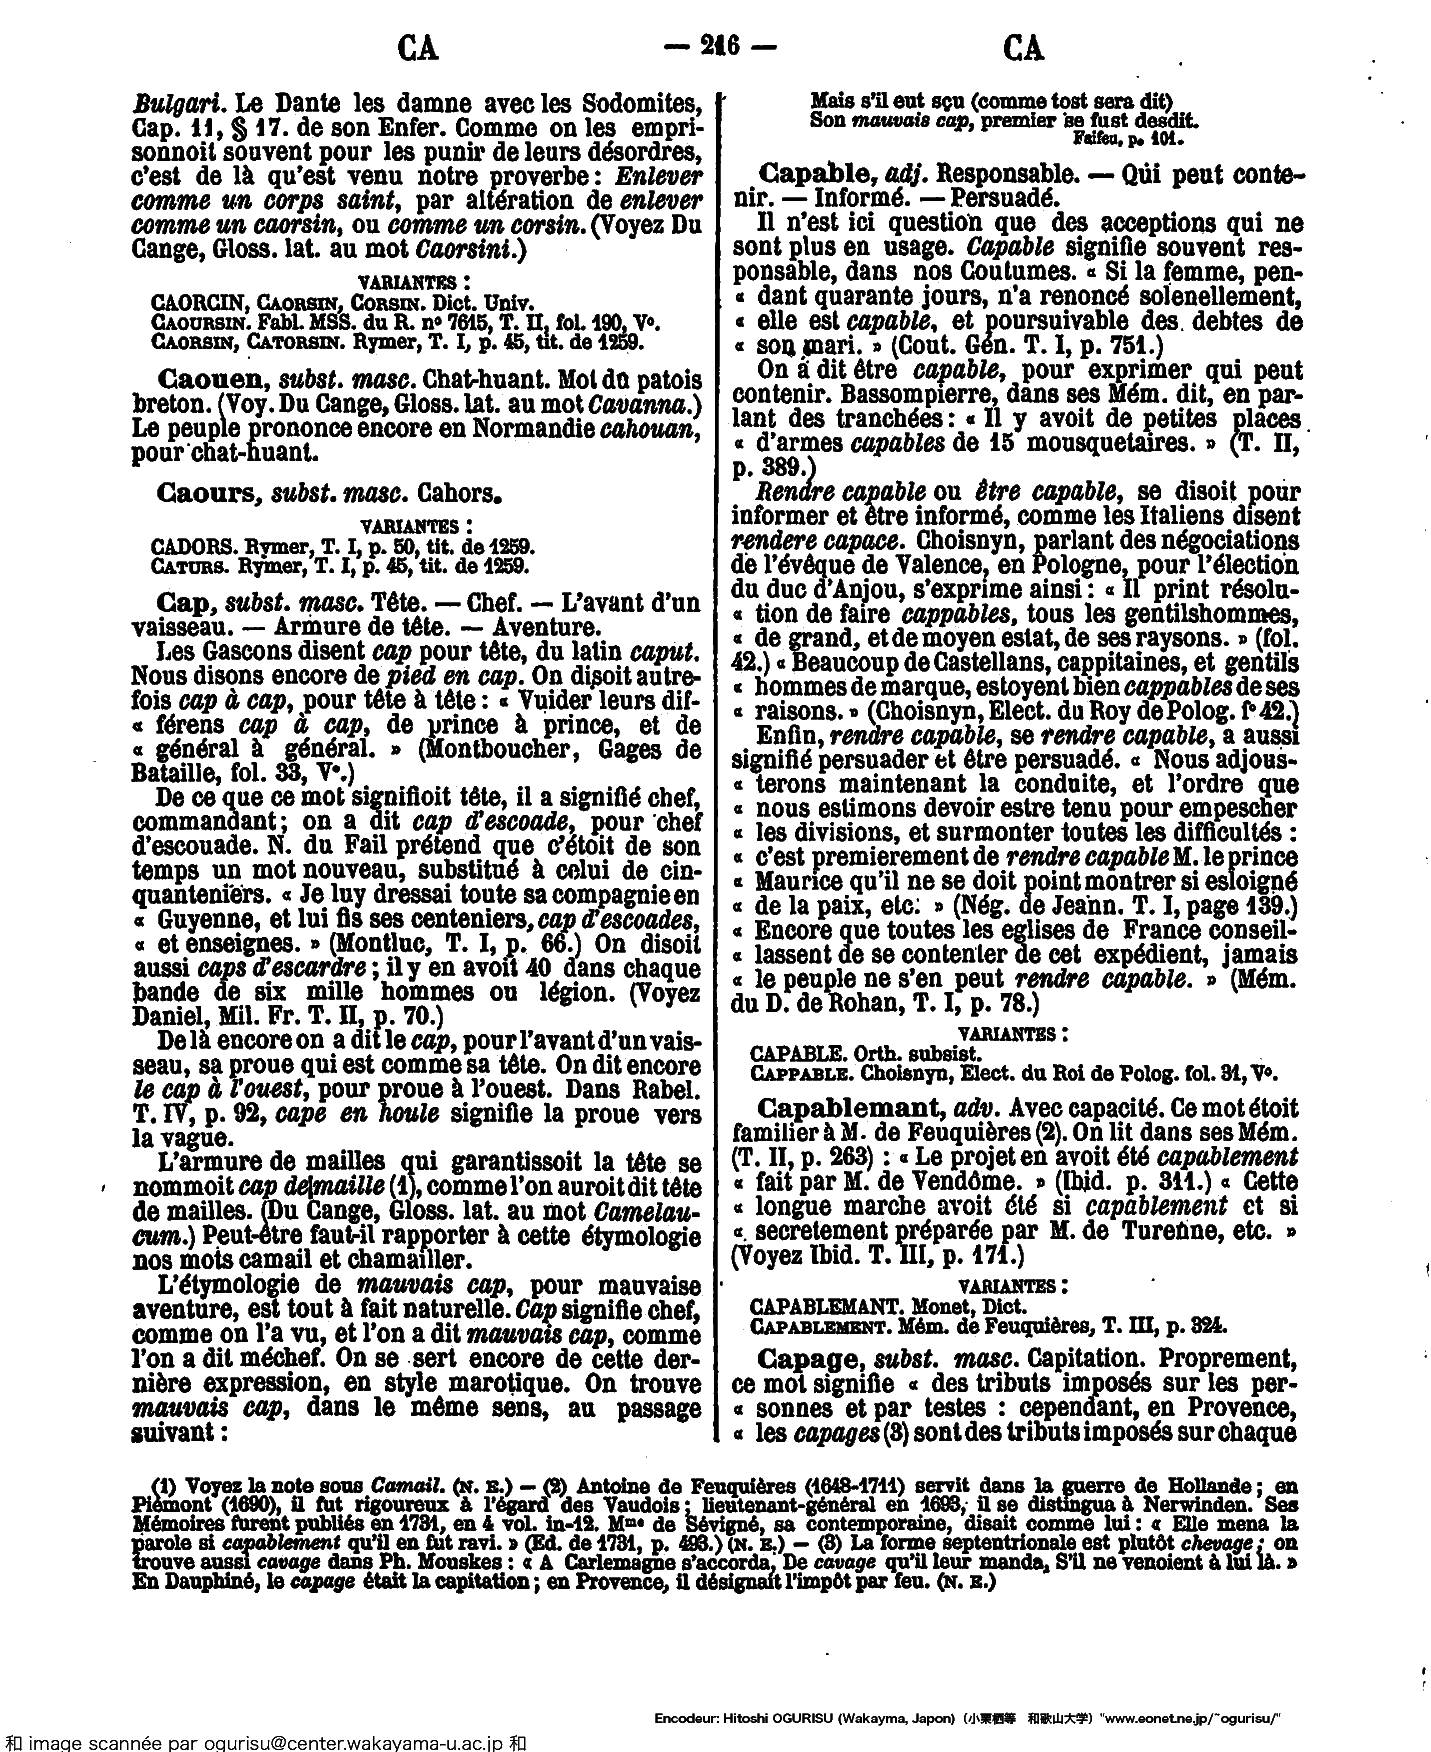 CA — 216 — CA
Bulgari. Le Dante les damne avec les Sodomites,
Cap. 11, § 17. de son Enfer. Comme on les empri-
sonnoit souvent pour les punir de leurs désordres,
c'est de là qu'est venu notre proverbe : Enlever
comme un corps saint, par altération de enlever
comme un caorsin, ou comme un corsin. (Voyez Du
Cange, Gloss. lat. au mot Caorsini.)
VARIANTES :
CAORCIN, CAORSIN, CORSIN. Dict. Univ.
CAOURSIN. Fabl. MSS. du R. nº 7615, T. II, fol. 190, Vº.
CAORSIN, CATORSIN. Rymer, T. I, p. 45, tit. de 1259.
Caouen, subst. masc. Chat-huant. Mot du patois
breton. (Voy. Du Cange, Gloss. lat. au mot Cavanna.)
Le peuple prononce encore en Normandie cahouan,
pour chat-huant.
Caours, subst. masc. Cahors.
VARIANTES :
CADORS. Rymer, T. I, p. 50, tit. de 1259.
CATURS. Rymer, T. I, p. 45, tit. de 1259.
Cap, subst. masc. Tête. — Chef. — L'avant d'un
vaisseau. — Armure de tête. — Aventure.
Les Gascons disent cap pour tête, du latin caput.
Nous disons encore de pied en cap. On disoit autre-
fois cap à cap, pour tête à tête : « Vuider leurs dif-
« férens cap à cap, de prince à prince, et de
« général à général. » (Montboucher, Gages de
Bataille, fol. 33, Vº.)
De ce que ce mot signifioit tête, il a signifié chef,
commandant ; on a dit cap d'escoade, pour chef
d'escouade. N. du Fail prétend que c'étoit de son
temps un mot nouveau, substitué à celui de cin-
quanteniers. « Je luy dressai toute sa compagnie en
« Guyenne, et lui fis ses centeniers, cap d'escoades,
« et enseignes. » (Montluc, T. I, p. 66.) On disoit
aussi caps d'escardre ; il y en avoit 40 dans chaque
bande de six mille hommes ou légion. (Voyez
Daniel, Mil. Fr. T. II, p. 70.)
De là encore on a dit le cap, pour l'avant d'un vais-
seau, sa proue qui est comme sa tête. On dit encore
le cap à l'ouest, pour proue à l'ouest. Dans Rabel.
T. IV, p. 92, cape en houle signifie la proue vers
la vague.
L'armure de mailles qui garantissoit la tête se
nommoit cap de maille (1), comme l'on auroit dit tête
de mailles. (Du Cange, Gloss. lat. au mot Camelau-
cum.) Peut-être faut-il rapporter à cette étymologie
nos mots camail et chamailler.
L'étymologie de mauvais cap, pour mauvaise
aventure, est tout à fait naturelle. Cap signifie chef,
comme on l'a vu, et l'on a dit mauvais cap, comme
l'on a dit méchef. On se sert encore de cette der-
nière expression, en style marotique. On trouve
mauvais cap, dans le même sens, au passage
suivant :
Mais s'il eut sçu (comme tost sera dit)
Son mauvais cap, premier se fust desdit.
Faifeu, p. 101.
Capable, adj. Responsable. — Qui peut conte-
nir. — Informé. — Persuadé.
Il n'est ici question que des acceptions qui ne
sont plus en usage. Capable signifie souvent res-
ponsable, dans nos Coutumes. « Si la femme, pen-
« dant quarante jours, n'a renoncé solenellement,
« elle est capable, et poursuivable des debtes de
« son mari. » (Cout. Gén. T. I, p. 751.)
On a dit être capable, pour exprimer qui peut
contenir. Bassompierre, dans ses Mém. dit, en par-
lant des tranchées : « Il y avoit de petites places
« d'armes capables de 15 mousquetaires. » (T. II,
p. 389.)
Rendre capable ou être capable, se disoit pour
informer et être informé, comme les Italiens disent
rendere capace. Choisnyn, parlant des négociations
de l'évêque de Valence, en Pologne, pour l'élection
du duc d'Anjou, s'exprime ainsi : « Il print résolu-
« tion de faire cappables, tous les gentilshommes,
« de grand, et de moyen estat, de ses raysons. » (fol.
42.) « Beaucoup de Castellans, cappitaines, et gentils
« hommes de marque, estoyent bien cappables de ses
« raisons. » (Choisnyn, Elect. du Roy de Polog. fº 42.)
Enfin, rendre capable, se rendre capable, a aussi
signifié persuader et être persuadé. « Nous adjous-
« terons maintenant la conduite, et l'ordre que
« nous estimons devoir estre tenu pour empescher
« les divisions, et surmonter toutes les difficultés :
« c'est premierement de rendre capable M. le prince
« Maurice qu'il ne se doit point montrer si esloigné
« de la paix, etc. » (Nég. de Jeann. T. I, page 139.)
« Encore que toutes les eglises de France conseil-
« lassent de se contenter de cet expédient, jamais
« le peuple ne s'en peut rendre capable. » (Mém.
du D. de Rohan, T. I, p. 78.)
VARIANTES :
CAPABLE. Orth. subsist.
CAPPABLE. Choisnyn, Elect. du Roi de Polog. fol. 31, Vº.
Capablemant, adv. Avec capacité. Ce mot étoit
familier à M. de Feuquières (2). On lit dans ses Mém.
(T. II, p. 263) : « Le projet en avoit été capablement
« fait par M. de Vendôme. » (Ibid. p. 311.) « Cette
« longue marche avoit été si capablement et si
« secretement préparée par M. de Turenne, etc. »
(Voyez Ibid. T. III, p. 171.)
VARIANTES :
CAPABLEMANT. Monet, Dict.
CAPABLEMENT. Mém. de Feuquières, T. III, p. 324.
Capage, subst. masc. Capitation. Proprement,
ce mot signifie « des tributs imposés sur les per-
« sonnes et par testes : cependant, en Provence,
« les capages (3) sont des tributs imposés sur chaque
(1) Voyez la note sous Camail. (N. E.) — (2) Antoine de Feuquières (1648-1711) servit dans la guerre de Hollande ; en
Piémont (1690), il fut rigoureux à l'égard des Vaudois ; lieutenant-général en 1693, il se distingua à Nerwinden. Ses
Mémoires furent publiés en 1731, en 4 vol. in-12. Mme de Sévigné, sa contemporaine, disait comme lui : « Elle mena la
parole si capablement qu'il en fut ravi. » (Ed. de 1731, p. 493.) (N. E.) — (3) La forme septentrionale est plutôt chevage ; on
trouve aussi cavage dans Ph. Mouskes : « A Carlemagne s'accorda, De cavage qu'il leur manda, S'il ne venoient à lui là. »
En Dauphiné, le capage était la capitation ; en Provence, il désignait l'impôt par feu. (N. E.)
Encodeur: Hitoshi OGURISU (Wakayma, Japon) (小栗栖等 和歌山大学) "www.eonet.ne.jp/~ogurisu/"
和 image scannée par ogurisu@center.wakayama-u.ac.jp 和